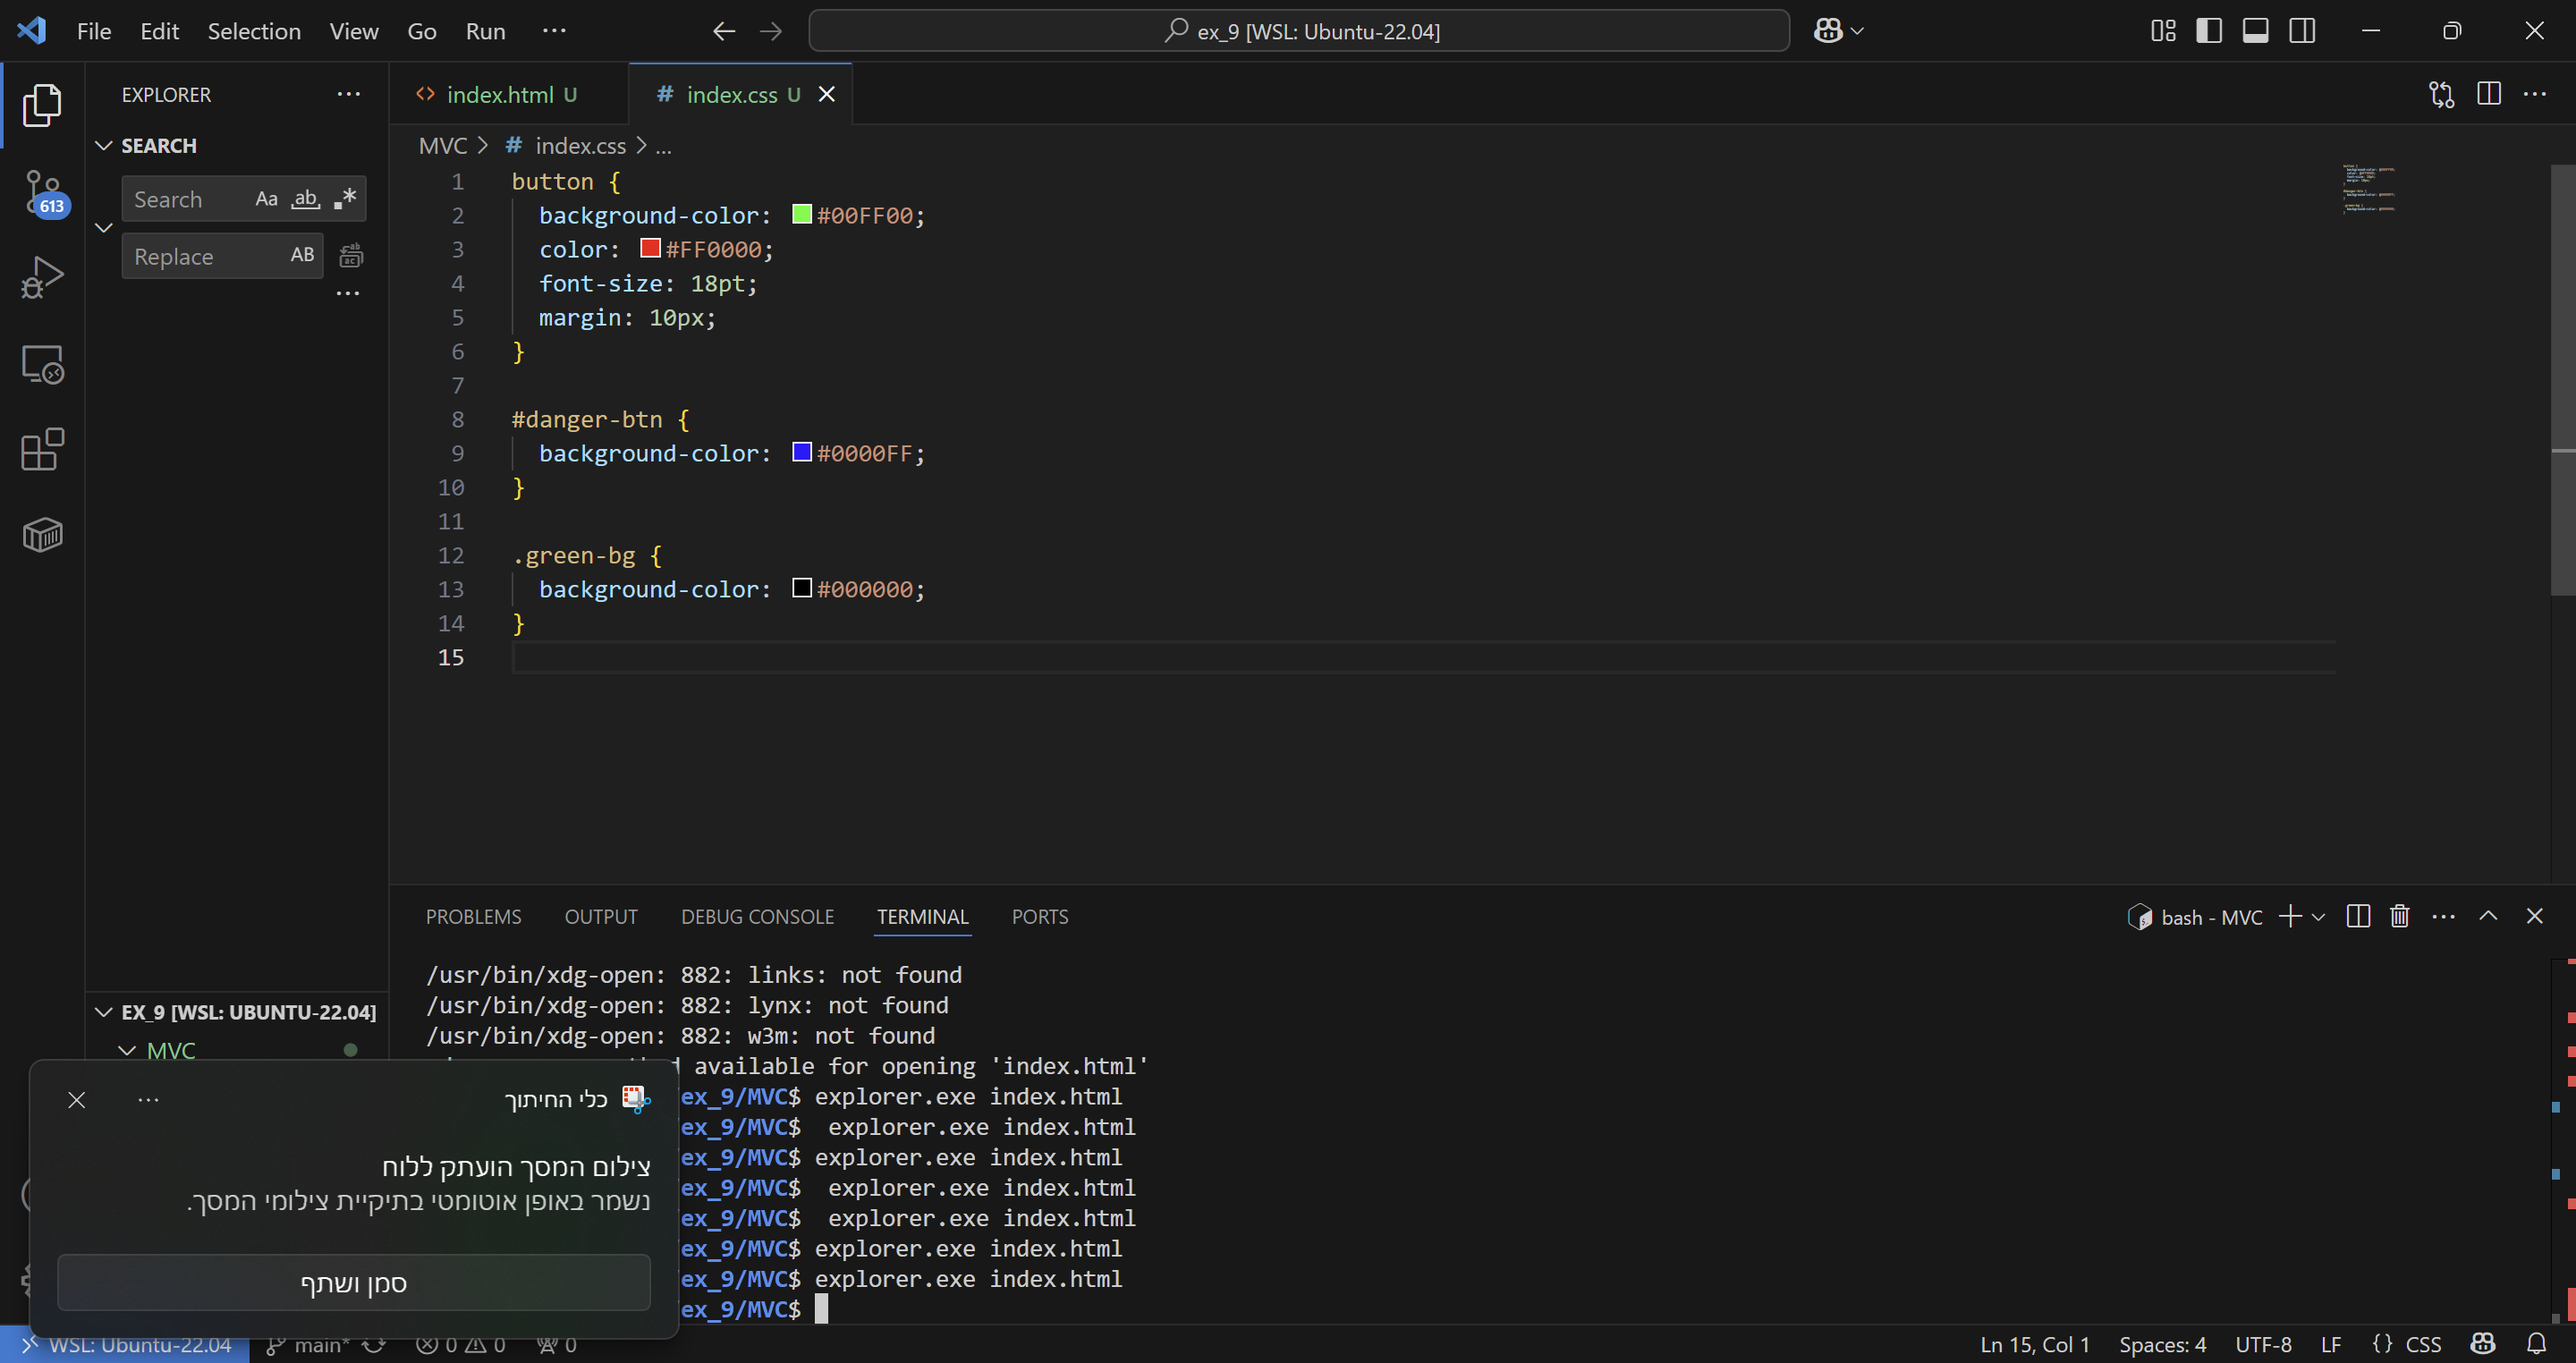 File Edit Selection View Go Run ···
ex_9 [WSL: Ubuntu-22.04]
EXPLORER
SEARCH
Search Aa ab .*
Replace AB
613
index.html U
# index.css U
MVC > # index.css > ...
1 button {
2 background-color: #00FF00;
3 color: #FF0000;
4 font-size: 18pt;
5 margin: 10px;
6 }
7
8 #danger-btn {
9 background-color: #0000FF;
10 }
11
12 .green-bg {
13 background-color: #000000;
14 }
15
PROBLEMS OUTPUT DEBUG CONSOLE TERMINAL PORTS
bash - MVC
/usr/bin/xdg-open: 882: links: not found
/usr/bin/xdg-open: 882: lynx: not found
/usr/bin/xdg-open: 882: w3m: not found
available for opening 'index.html'
ex_9/MVC$ explorer.exe index.html
ex_9/MVC$  explorer.exe index.html
ex_9/MVC$ explorer.exe index.html
ex_9/MVC$  explorer.exe index.html
ex_9/MVC$  explorer.exe index.html
ex_9/MVC$ explorer.exe index.html
ex_9/MVC$ explorer.exe index.html
ex_9/MVC$
EX_9 [WSL: UBUNTU-22.04]
MVC
כלי החיתוך
צילום המסך הועתק ללוח
נשמר באופן אוטומטי בתיקיית צילומי המסך.
סמן ושתף
WSL: Ubuntu-22.04 main* 0 0 0
Ln 15, Col 1 Spaces: 4 UTF-8 LF {} CSS